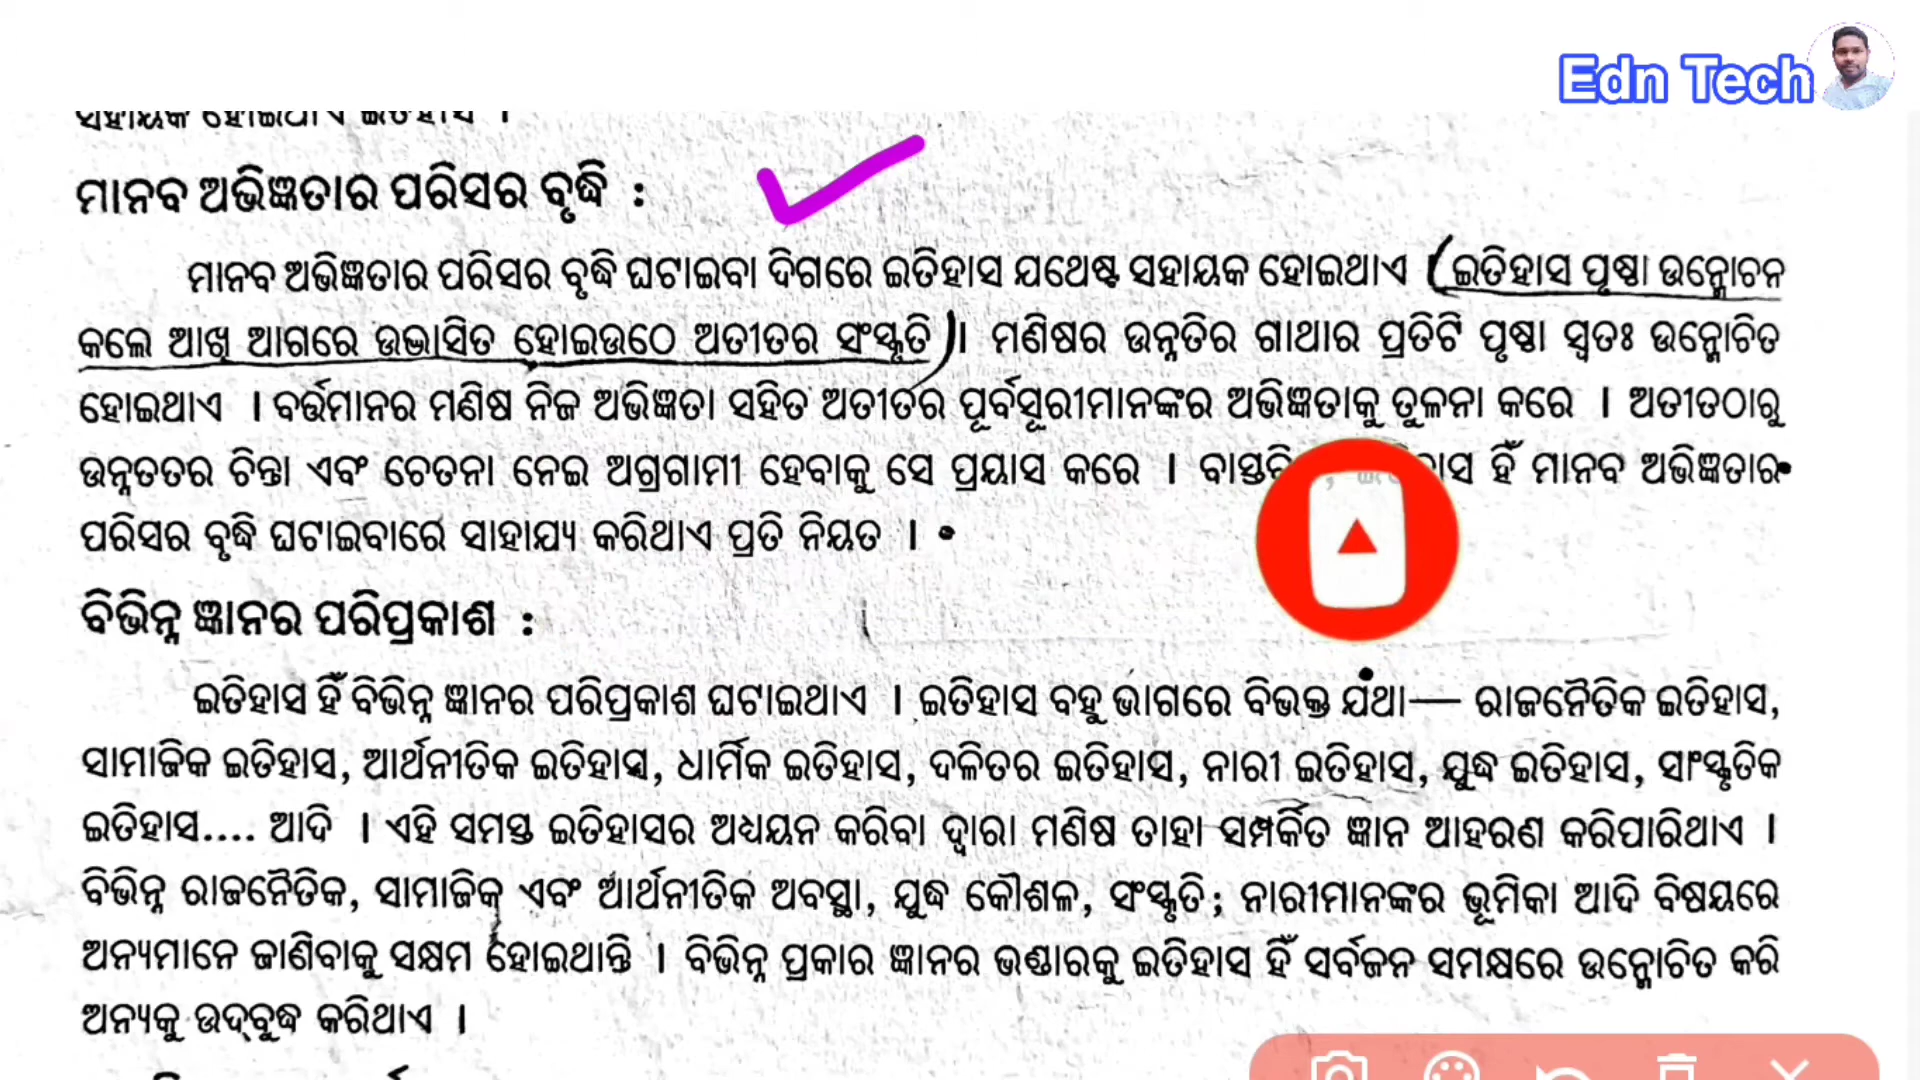 Edn Tech
ସହାୟକ ହୋଇଥାଏ ଇତିହାସ ।
ମାନବ ଅଭିଜ୍ଞତାର ପରିସର ବୃଦ୍ଧି :
ମାନବ ଅଭିଜ୍ଞତାର ପରିସର ବୃଦ୍ଧି ଘଟାଇବା ଦିଗରେ ଇତିହାସ ଯଥେଷ୍ଟ ସହାୟକ ହୋଇଥାଏ । (ଇତିହାସ ପୃଷ୍ଠା ଉନ୍ମୋଚନ
କଲେ ଆଖି ଆଗରେ ଉଦ୍ଭାସିତ ହୋଇଉଠେ ଅତୀତର ସଂସ୍କୃତି)। ମଣିଷର ଉନ୍ନତିର ଗାଥାର ପ୍ରତିଟି ପୃଷ୍ଠା ସ୍ୱତଃ ଉନ୍ମୋଚିତ
ହୋଇଥାଏ । ବର୍ତ୍ତମାନର ମଣିଷ ନିଜ ଅଭିଜ୍ଞତା ସହିତ ଅତୀତର ପୂର୍ବସୂରୀମାନଙ୍କର ଅଭିଜ୍ଞତାକୁ ତୁଳନା କରେ । ଅତୀତଠାରୁ
ଉନ୍ନତତର ଚିନ୍ତା ଏବଂ ଚେତନା ନେଇ ଅଗ୍ରଗାମୀ ହେବାକୁ ସେ ପ୍ରୟାସ କରେ । ହିଁ ମାନବ ଅଭିଜ୍ଞତାର
ପରିସର ବୃଦ୍ଧି ଘଟାଇବାରେ ସାହାଯ୍ୟ କରିଥାଏ ପ୍ରତି ନିୟତ ।
ବିଭିନ୍ନ ଜ୍ଞାନର ପରିପ୍ରକାଶ :
ଇତିହାସ ହିଁ ବିଭିନ୍ନ ଜ୍ଞାନର ପରିପ୍ରକାଶ ଘଟାଇଥାଏ । ଇତିହାସ ବହୁ ଭାଗରେ ବିଭକ୍ତ ଯଥା— ରାଜନୈତିକ ଇତିହାସ,
ସାମାଜିକ ଇତିହାସ, ଆର୍ଥନୀତିକ ଇତିହାସ, ଧାର୍ମିକ ଇତିହାସ, ଦଳିତର ଇତିହାସ, ନାରୀ ଇତିହାସ, ଯୁଦ୍ଧ ଇତିହାସ, ସାଂସ୍କୃତିକ
ଇତିହାସ.... ଆଦି । ଏହି ସମସ୍ତ ଇତିହାସର ଅଧ୍ୟୟନ କରିବା ଦ୍ୱାରା ମଣିଷ ତାହା ସମ୍ପର୍କିତ ଜ୍ଞାନ ଆହରଣ କରିପାରିଥାଏ ।
ବିଭିନ୍ନ ରାଜନୈତିକ, ସାମାଜିକ ଏବଂ ଆର୍ଥନୀତିକ ଅବସ୍ଥା, ଯୁଦ୍ଧ କୌଶଳ, ସଂସ୍କୃତି; ନାରୀମାନଙ୍କର ଭୂମିକା ଆଦି ବିଷୟରେ
ଅନ୍ୟମାନେ ଜାଣିବାକୁ ସକ୍ଷମ ହୋଇଥାନ୍ତି । ବିଭିନ୍ନ ପ୍ରକାର ଜ୍ଞାନର ଭଣ୍ଡାରକୁ ଇତିହାସ ହିଁ ସର୍ବଜନ ସମକ୍ଷରେ ଉନ୍ମୋଚିତ କରି
ଅନ୍ୟକୁ ଉଦ୍‌ବୁଦ୍ଧ କରିଥାଏ ।